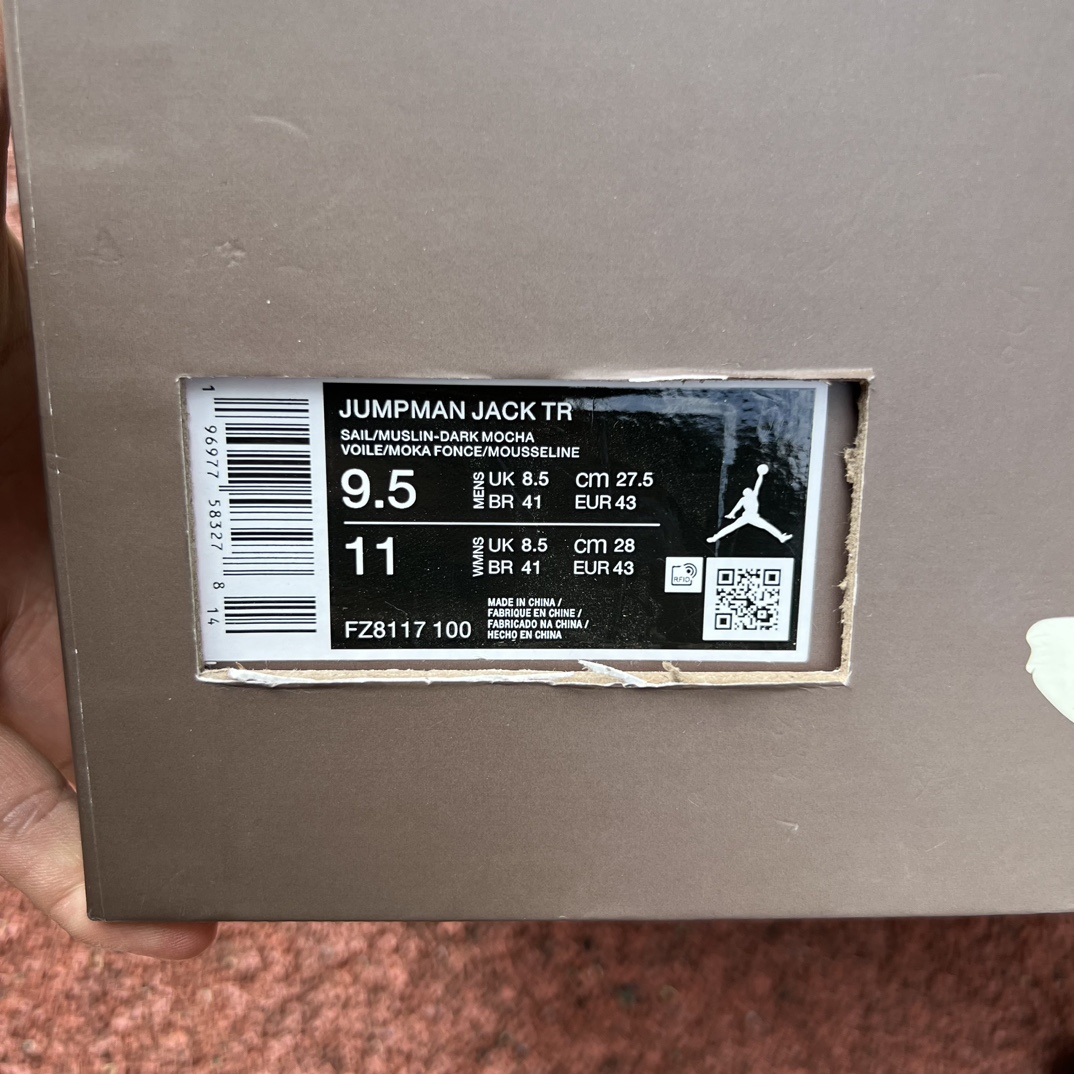 1 96977 58327 8 14
JUMPMAN JACK TR
SAIL/MUSLIN-DARK MOCHA
VOILE/MOKA FONCE/MOUSSELINE
9.5 MENS UK 8.5 cm 27.5
BR 41 EUR 43
11 WMNS UK 8.5 cm 28
BR 41 EUR 43
RFID
FZ8117 100
MADE IN CHINA /
FABRIQUE EN CHINE /
FABRICADO NA CHINA /
HECHO EN CHINA